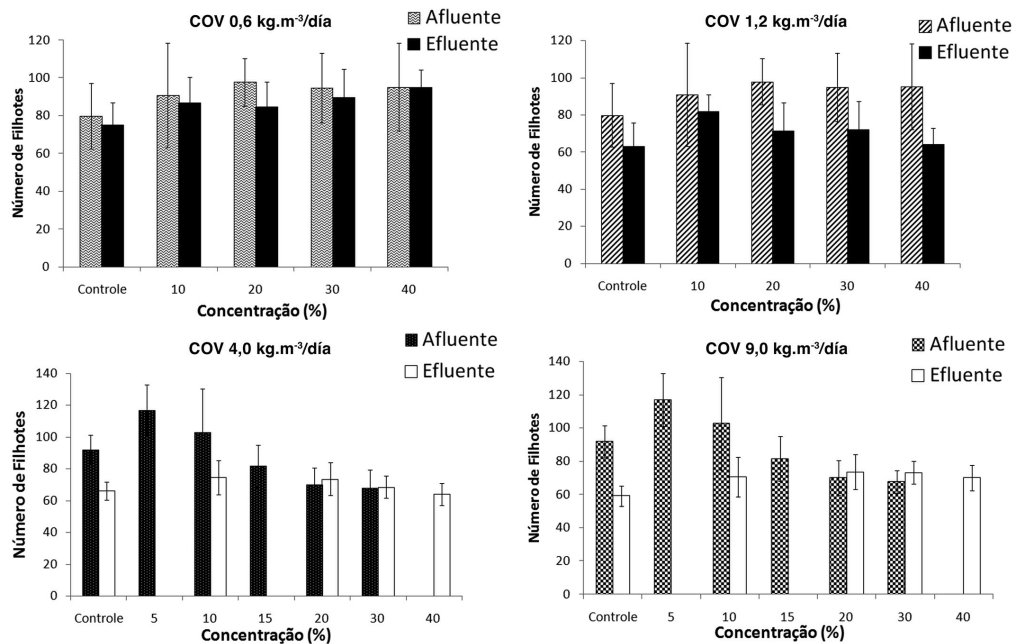 COV 0,6 kg.m⁻³/día
Afluente
Efluente
Número de Filhotes
120
100
80
60
40
20
0
Controle 10 20 30 40
Concentração (%)
COV 1,2 kg.m⁻³/día
Afluente
Efluente
Número de Filhotes
120
100
80
60
40
20
0
Controle 10 20 30 40
Concentração (%)
COV 4,0 kg.m⁻³/día
Afluente
Efluente
Número de Filhotes
140
120
100
80
60
40
20
0
Controle 5 10 15 20 30 40
Concentração (%)
COV 9,0 kg.m⁻³/día
Afluente
Efluente
Número de Filhotes
140
120
100
80
60
40
20
0
Controle 5 10 15 20 30 40
Concentração (%)